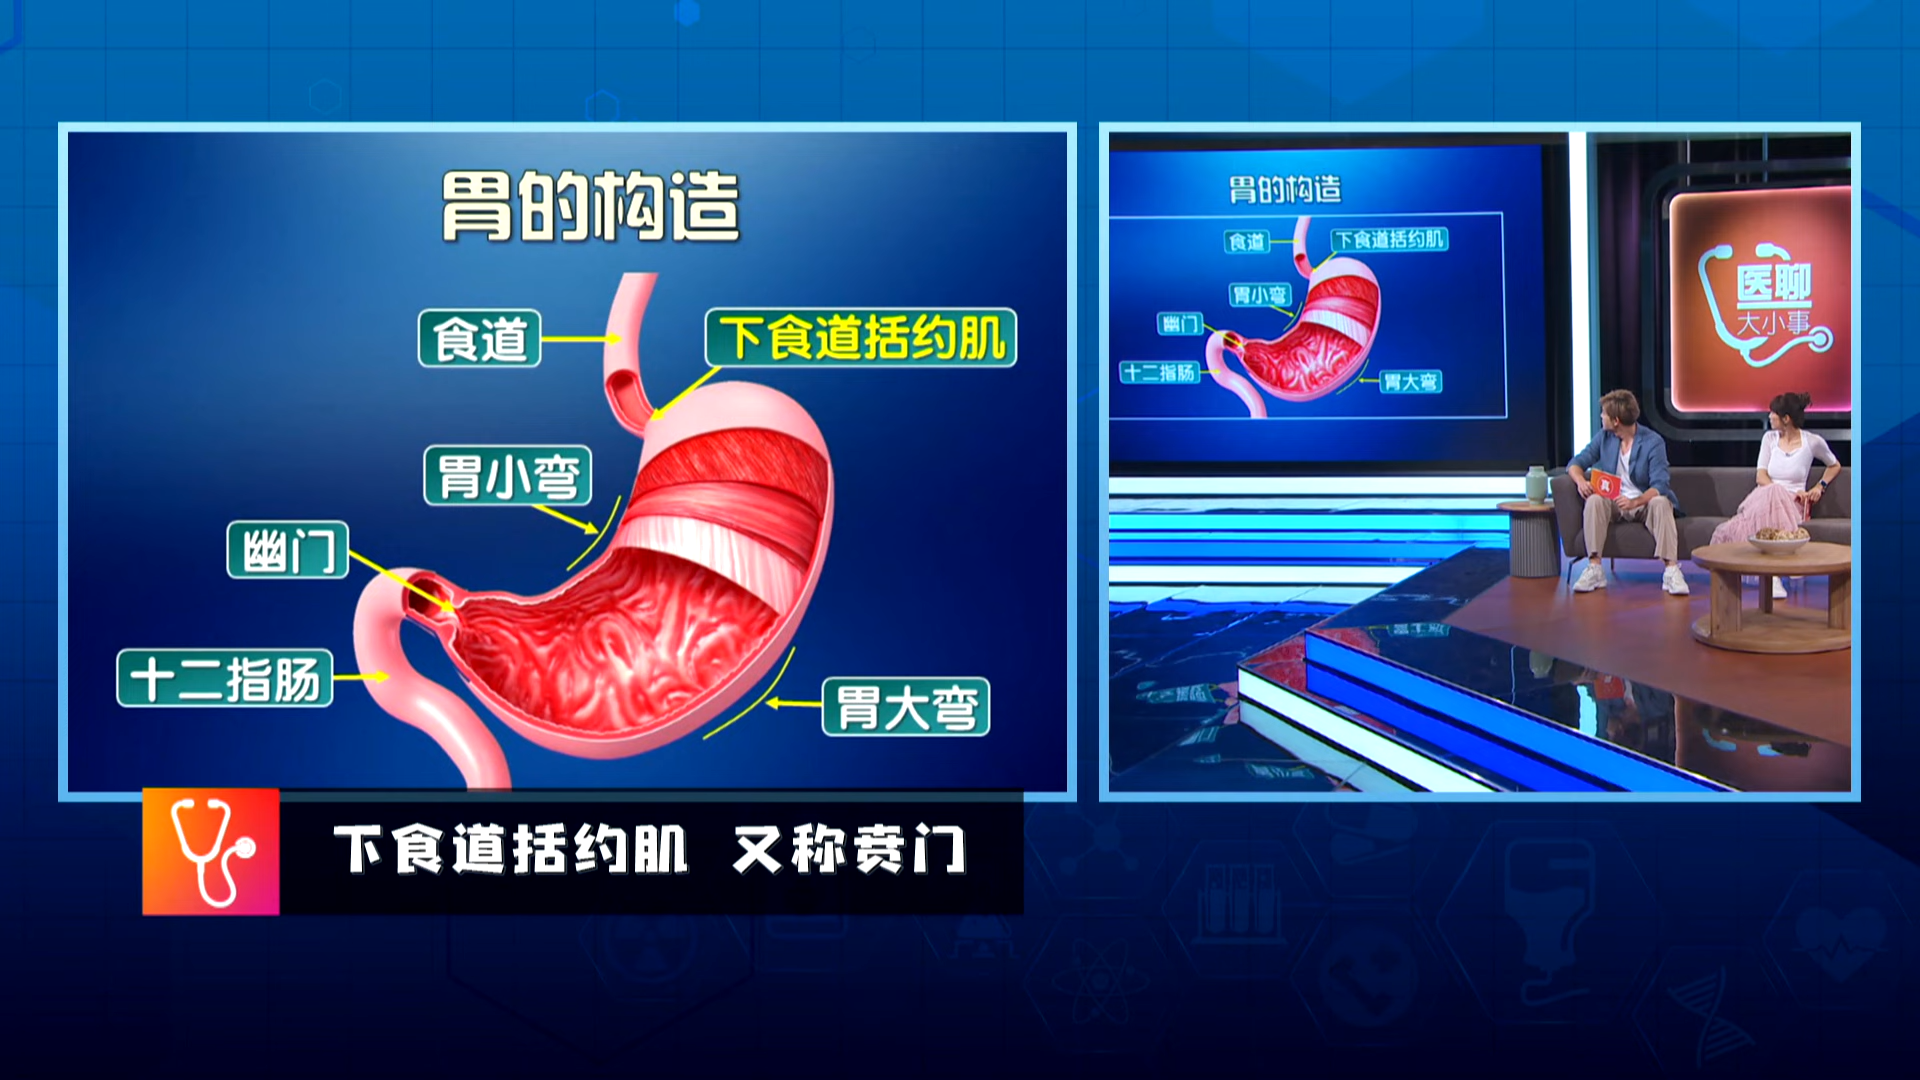 胃的构造
食道
下食道括约肌
胃小弯
幽门
十二指肠
胃大弯
下食道括约肌 又称贲门
胃的构造
食道
下食道括约肌
胃小弯
幽门
十二指肠
胃大弯
医聊
大小事
真